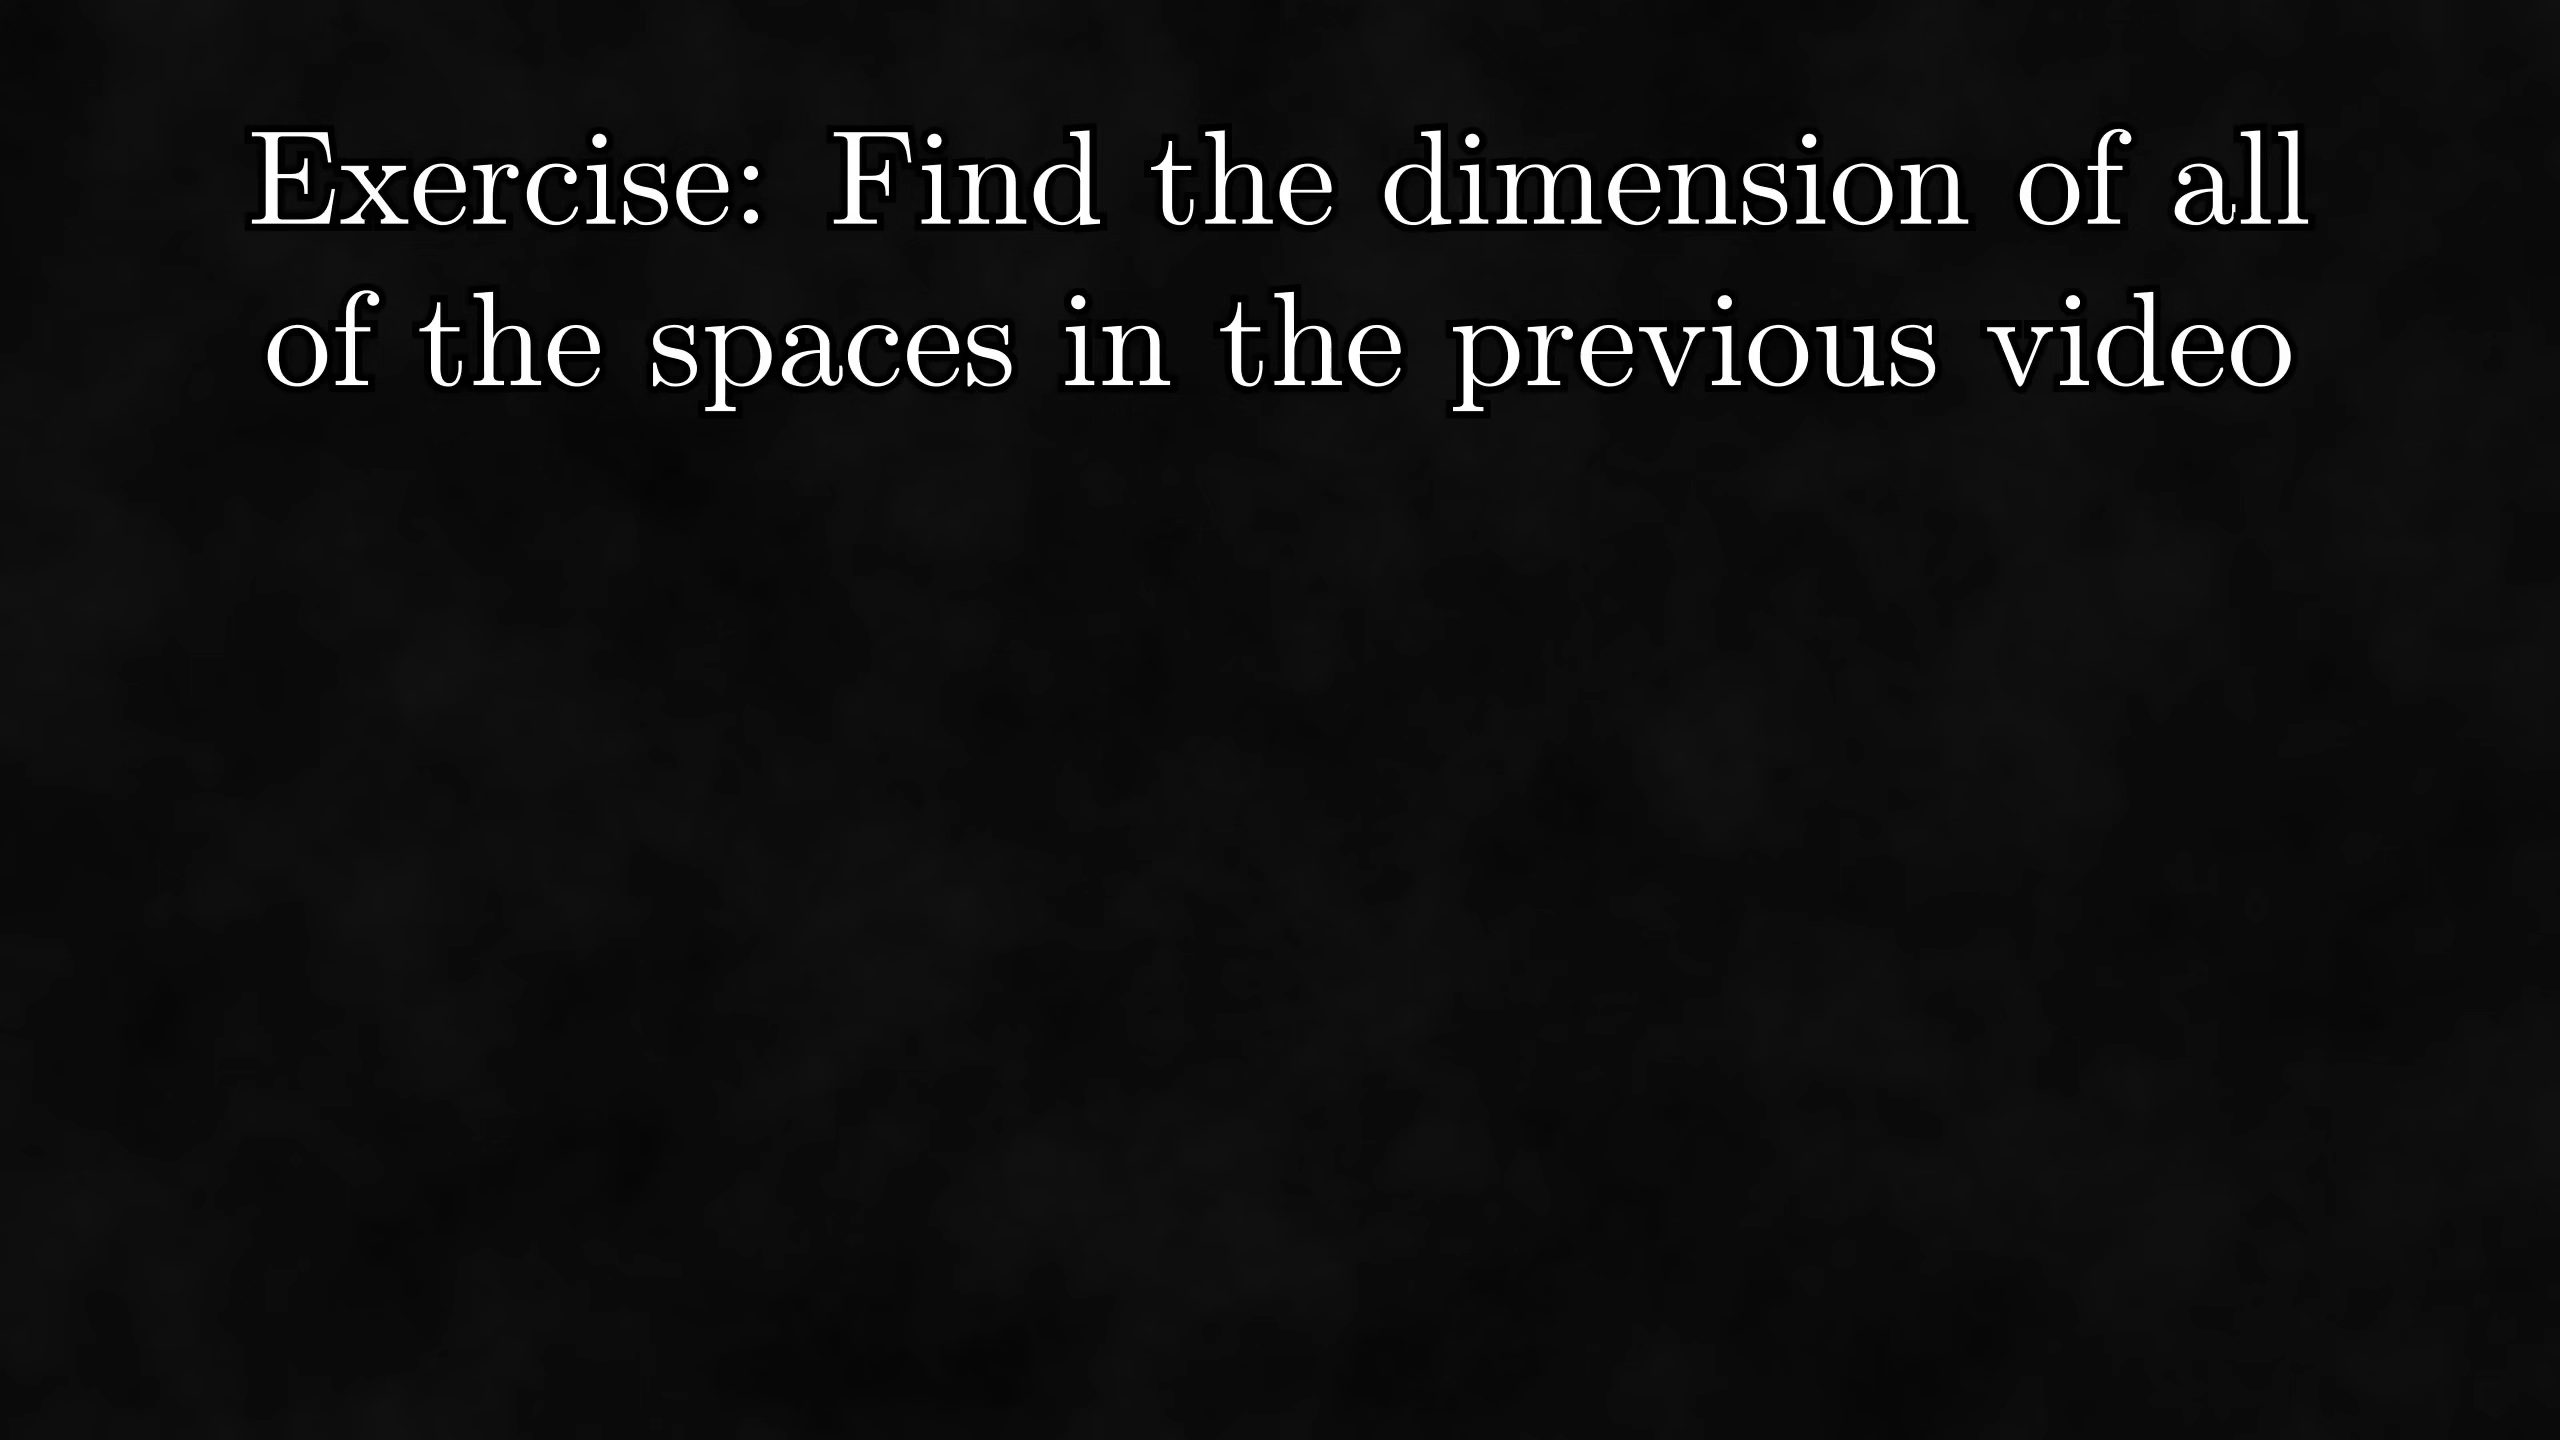 Exercise: Find the dimension of all
of the spaces in the previous video